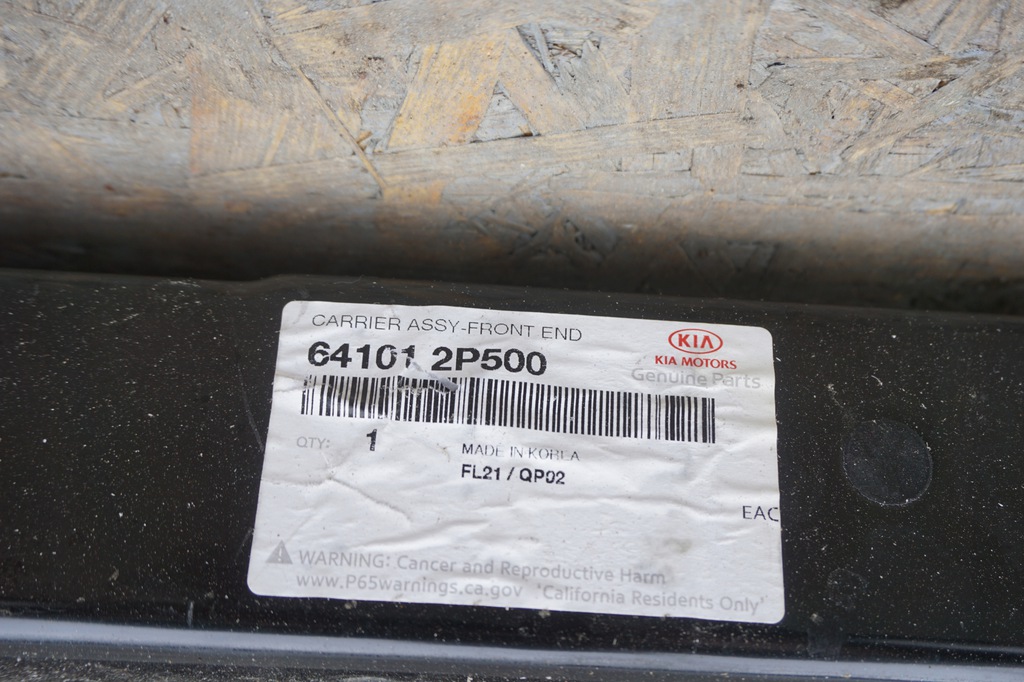 CARRIER ASSY-FRONT END
64101 2P500
KIA
KIA MOTORS
Genuine Parts
QTY: 1
MADE IN KORLA
FL21 / QP02
EAC
WARNING: Cancer and Reproductive Harm
www.P65warnings.ca.gov 'California Residents Only'